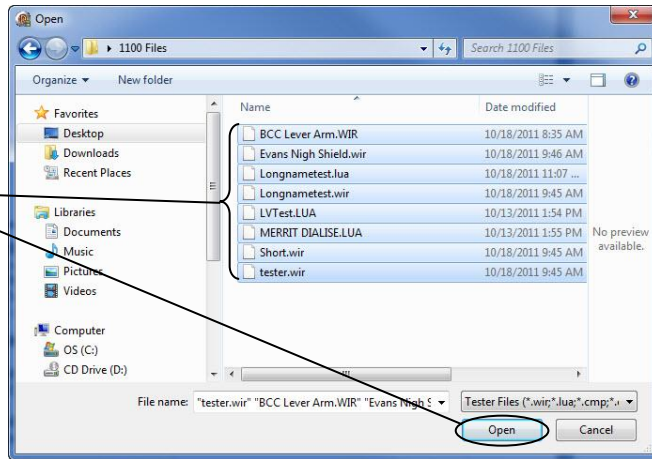 Open
1100 Files
Search 1100 Files
Organize
New folder
Favorites
Desktop
Downloads
Recent Places
Libraries
Documents
Music
Pictures
Videos
Computer
OS (C:)
CD Drive (D:)
Name Date modified
BCC Lever Arm.WIR 10/18/2011 8:35 AM
Evans Nigh Shield.wir 10/18/2011 9:46 AM
Longnametest.lua 10/18/2011 11:07 ...
Longnametest.wir 10/18/2011 9:45 AM
LVTest.LUA 10/13/2011 1:54 PM
MERRIT DIALISE.LUA 10/13/2011 1:55 PM
Short.wir 10/18/2011 9:45 AM
tester.wir 10/18/2011 9:45 AM
No preview
available.
File name: "tester.wir" "BCC Lever Arm.WIR" "Evans Nigh S
Tester Files (*.wir;*.lua;*.cmp;*.
Open Cancel